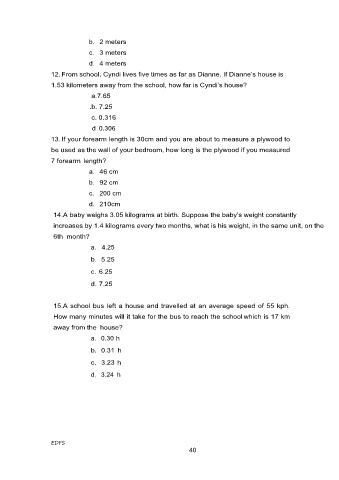 b. 2 meters
c. 3 meters
d. 4 meters
12. From school, Cyndi lives five times as far as Dianne. If Dianne's house is
1.53 kilometers away from the school, how far is Cyndi's house?
a.7.65
.b. 7.25
c. 0.316
d 0.306
13. If your forearm length is 30cm and you are about to measure a plywood to
be used as the wall of your bedroom, how long is the plywood if you measured
7 forearm length?
a. 46 cm
b. 92 cm
c. 200 cm
d. 210cm
14.A baby weighs 3.05 kilograms at birth. Suppose the baby's weight constantly
increases by 1.4 kilograms every two months, what is his weight, in the same unit, on the
6th month?
a. 4.25
b. 5.25
c. 6.25
d. 7.25
15.A school bus left a house and travelled at an average speed of 55 kph.
How many minutes will it take for the bus to reach the school which is 17 km
away from the house?
a. 0.30 h
b. 0.31 h
c. 3.23 h
d. 3.24 h
EDFS
40